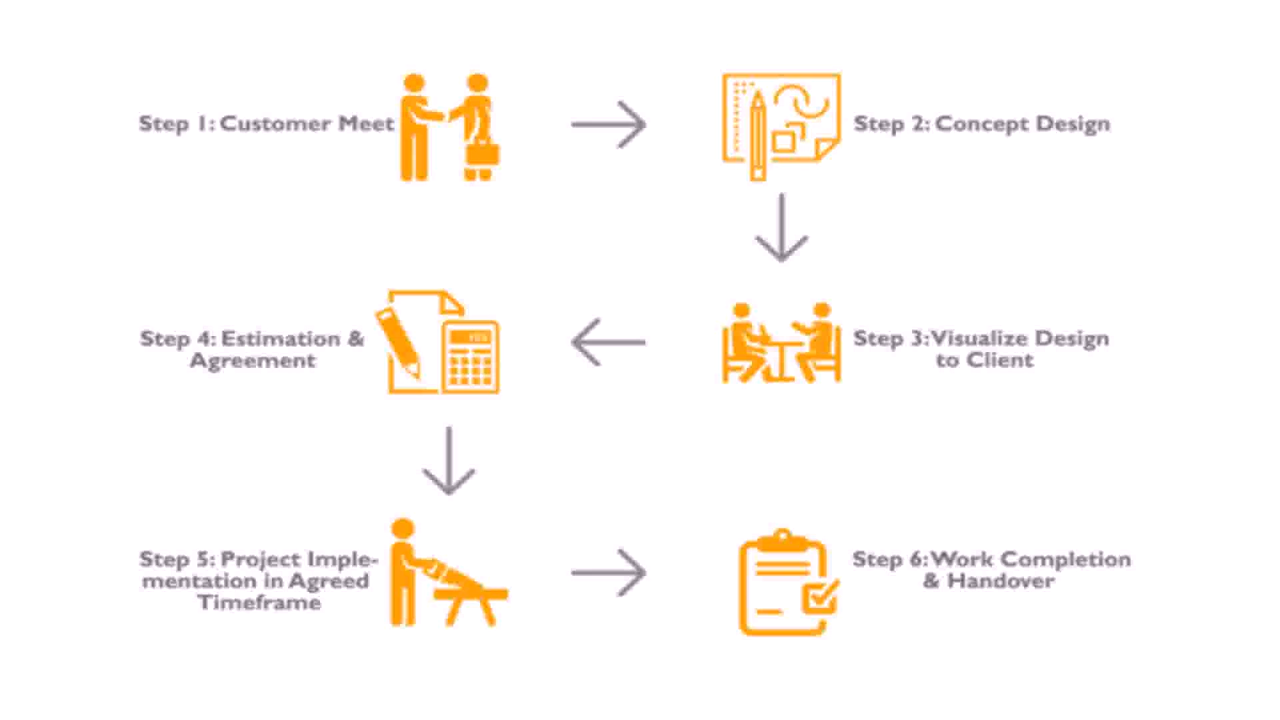 Step 1: Customer Meet
Step 2: Concept Design
Step 3: Visualize Design
to Client
Step 4: Estimation &
Agreement
Step 5: Project Imple-
mentation in Agreed
Timeframe
Step 6: Work Completion
& Handover